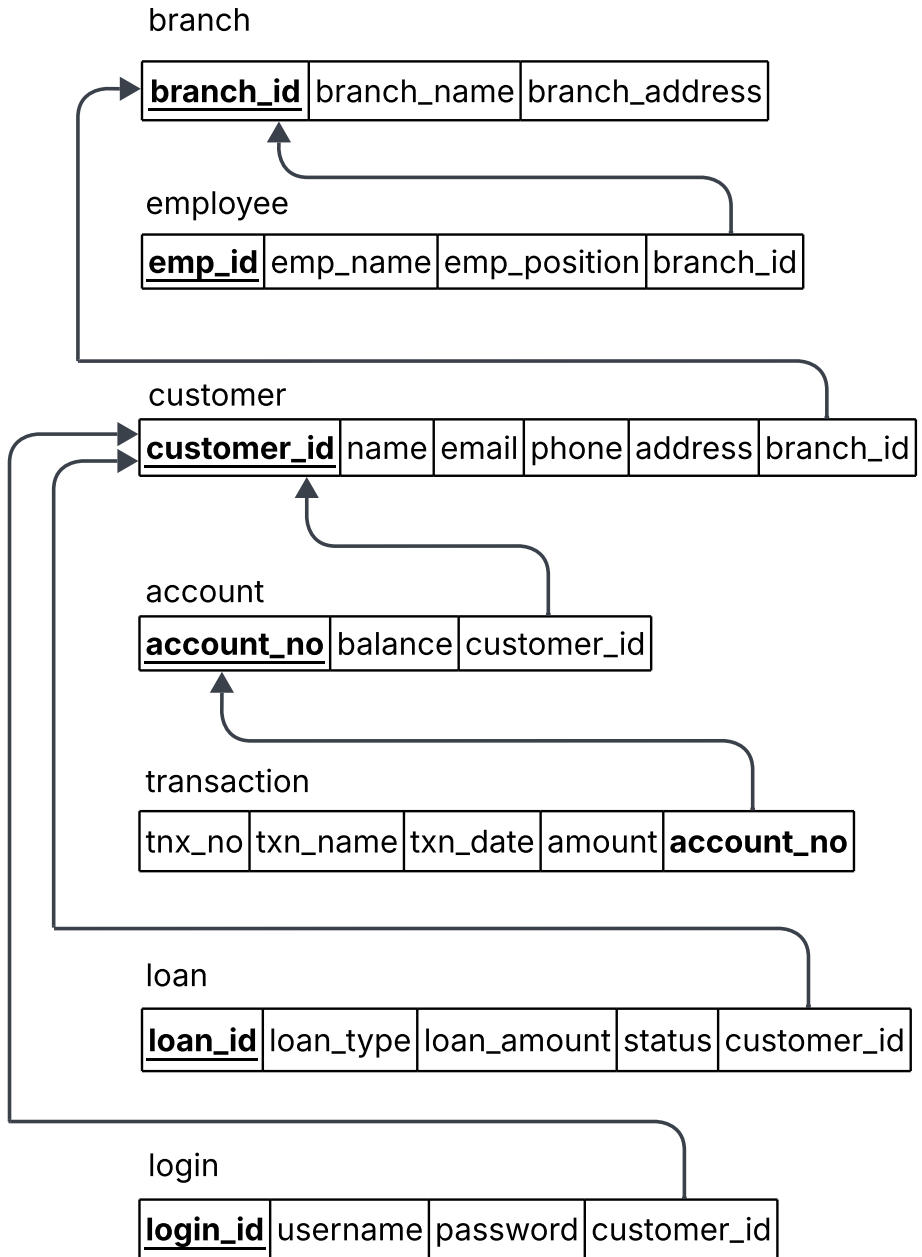 branch
branch_id branch_name branch_address
employee
emp_id emp_name emp_position branch_id
customer
customer_id name email phone address branch_id
account
account_no balance customer_id
transaction
tnx_no txn_name txn_date amount account_no
loan
loan_id loan_type loan_amount status customer_id
login
login_id username password customer_id